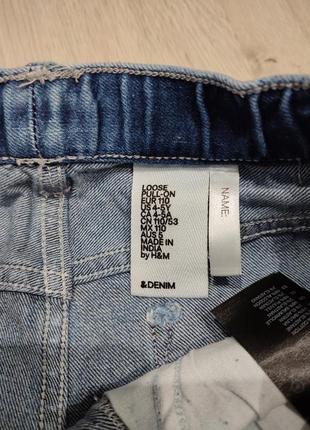 LOOSE
PULL-ON
EUR 110
US 4-5Y
CA 4-5A
CN 110/53
MX 110
AUS 5
MADE IN
INDIA
by H&M
&DENIM
NAME: